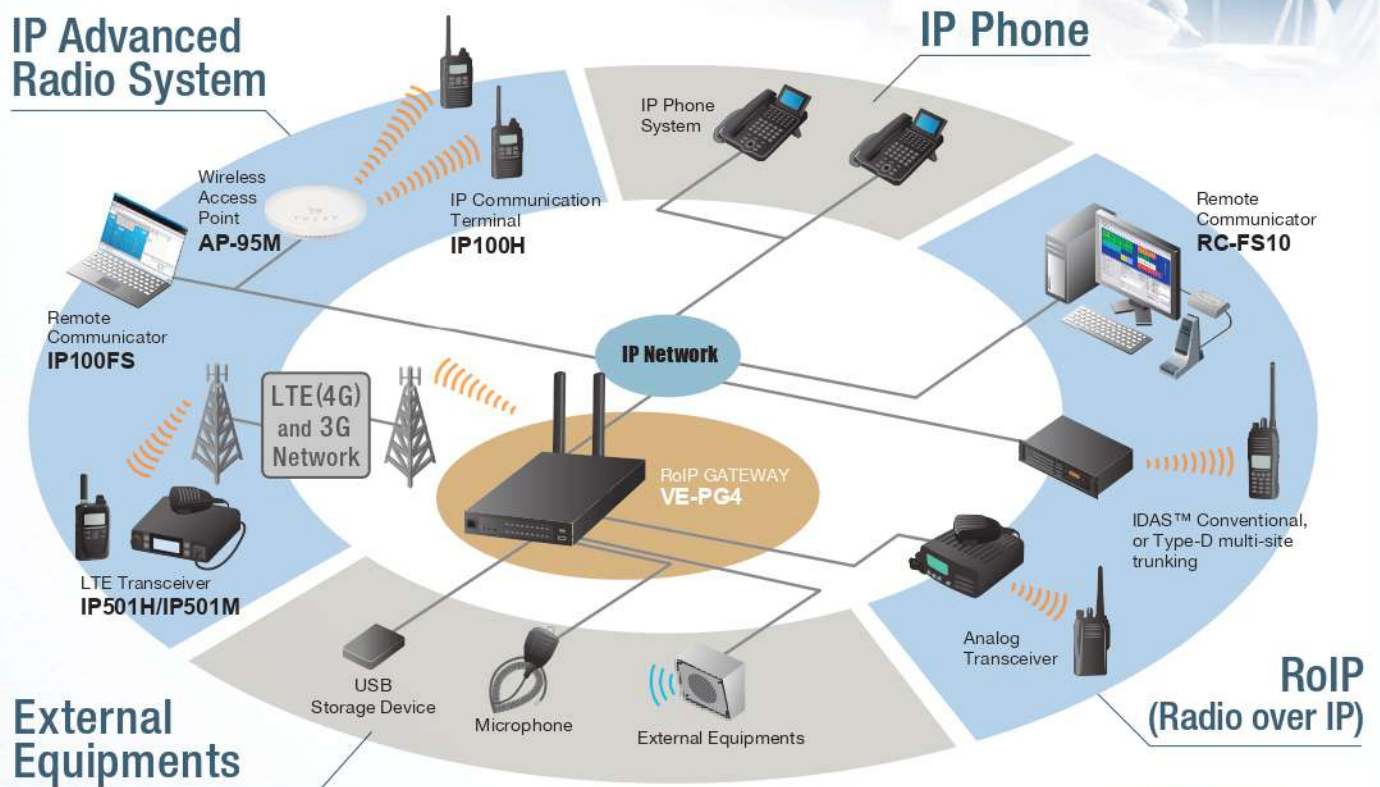 IP Advanced
Radio System
IP Phone
IP Phone
System
Wireless
Access
Point
AP-95M
IP Communication
Terminal
IP100H
Remote
Communicator
RC-FS10
Remote
Communicator
IP100FS
IP Network
LTE(4G)
and 3G
Network
RoIP GATEWAY
VE-PG4
IDAS™ Conventional,
or Type-D multi-site
trunking
LTE Transceiver
IP501H/IP501M
Analog
Transceiver
USB
Storage Device
Microphone
External Equipments
RoIP
(Radio over IP)
External
Equipments